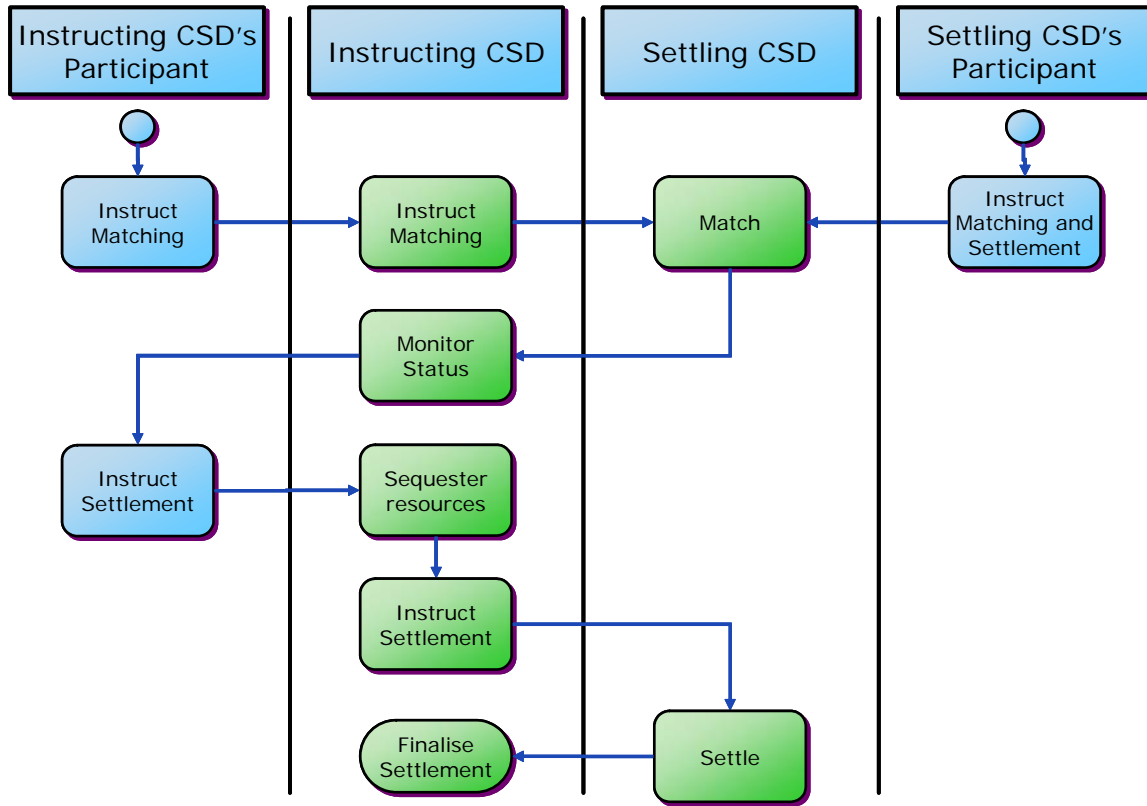 Instructing CSD's
Participant
Instructing CSD
Settling CSD
Settling CSD's
Participant
Instruct
Matching
Instruct
Matching
Match
Instruct
Matching and
Settlement
Monitor
Status
Instruct
Settlement
Sequester
resources
Instruct
Settlement
Finalise
Settlement
Settle